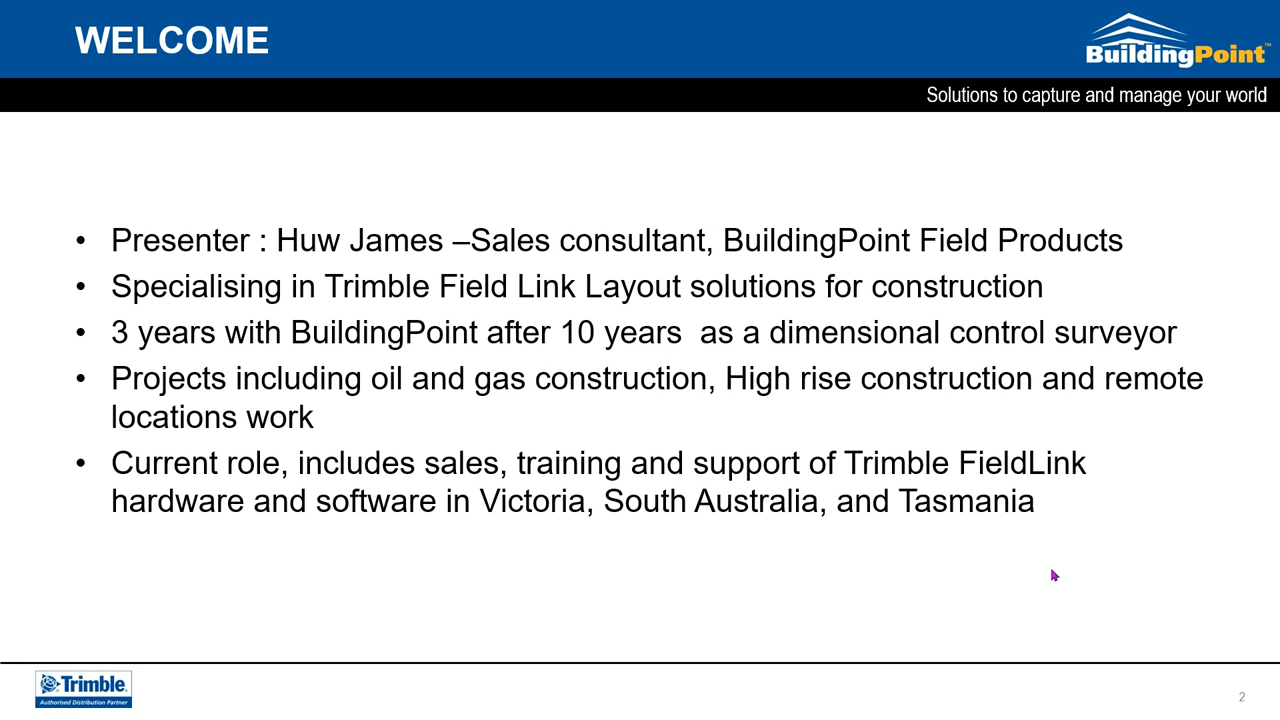 WELCOME
BuildingPoint™
Solutions to capture and manage your world
• Presenter : Huw James –Sales consultant, BuildingPoint Field Products
• Specialising in Trimble Field Link Layout solutions for construction
• 3 years with BuildingPoint after 10 years  as a dimensional control surveyor
• Projects including oil and gas construction, High rise construction and remote
locations work
• Current role, includes sales, training and support of Trimble FieldLink
hardware and software in Victoria, South Australia, and Tasmania
Trimble.
Authorised Distribution Partner
2